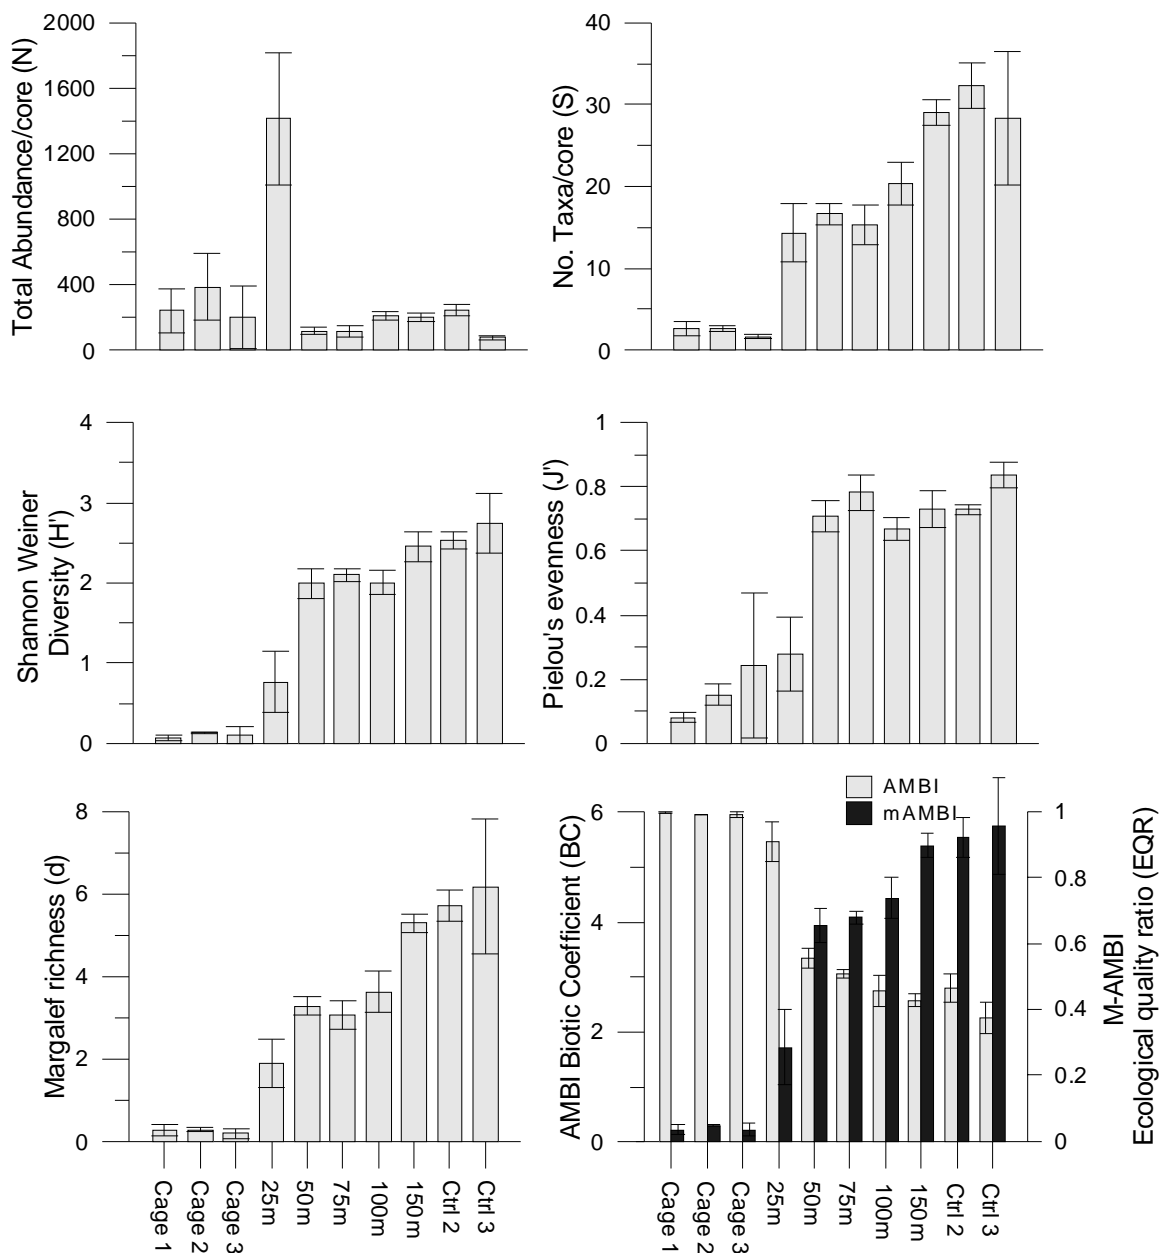 Total Abundance/core (N)
2000
1600
1200
800
400
0
No. Taxa/core (S)
40
30
20
10
0
Shannon Weiner
Diversity (H')
4
3
2
1
0
Pielou's evenness (J')
1
0.8
0.6
0.4
0.2
0
Margalef richness (d)
8
6
4
2
0
Cage 1
Cage 2
Cage 3
25m
50m
75m
100m
150m
Ctrl 2
Ctrl 3
AMBI
mAMBI
AMBI Biotic Coefficient (BC)
6
4
2
0
1
0.8
0.6
0.4
0.2
0
M-AMBI
Ecological quality ratio (EQR)
Cage 1
Cage 2
Cage 3
25m
50m
75m
100m
150m
Ctrl 2
Ctrl 3